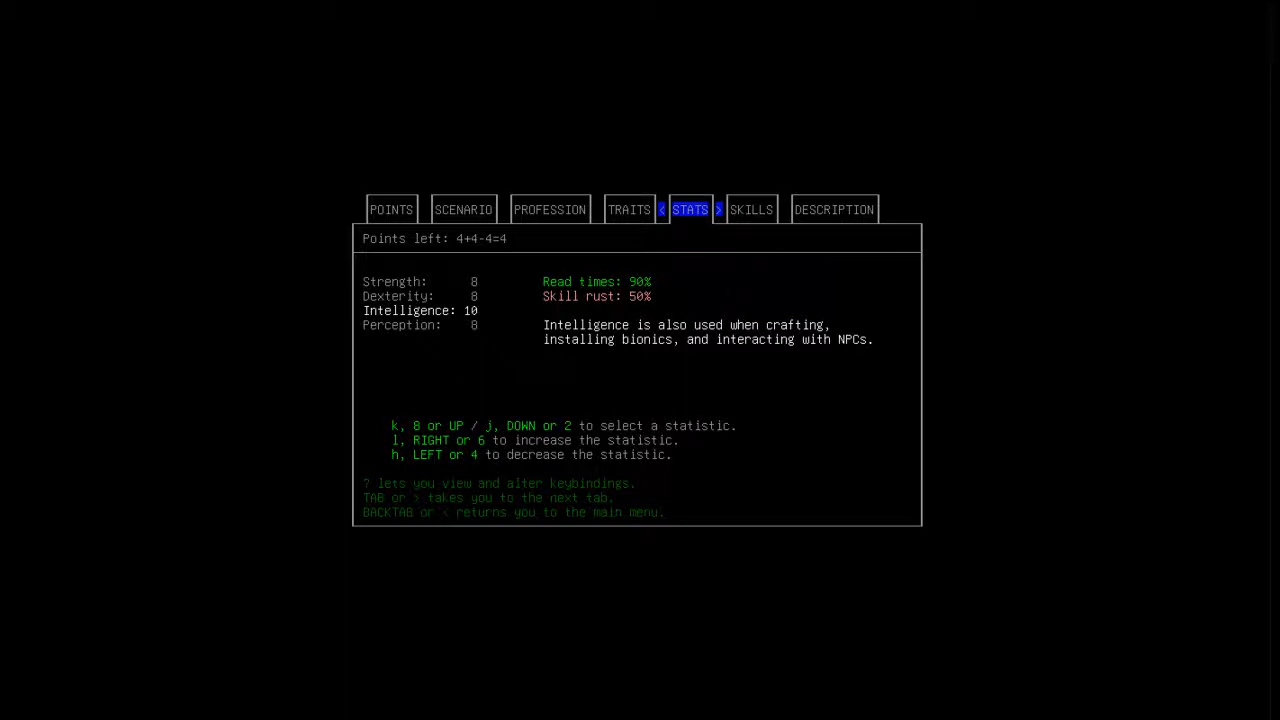 POINTS SCENARIO PROFESSION TRAITS < STATS > SKILLS DESCRIPTION
Points left: 4+4-4=4
Strength: 8 Read times: 90%
Dexterity: 8 Skill rust: 50%
Intelligence: 10
Perception: 8 Intelligence is also used when crafting,
installing bionics, and interacting with NPCs.
k, 8 or UP / j, DOWN or 2 to select a statistic.
l, RIGHT or 6 to increase the statistic.
h, LEFT or 4 to decrease the statistic.
? lets you view and alter keybindings.
TAB or > takes you to the next tab.
BACKTAB or < returns you to the main menu.